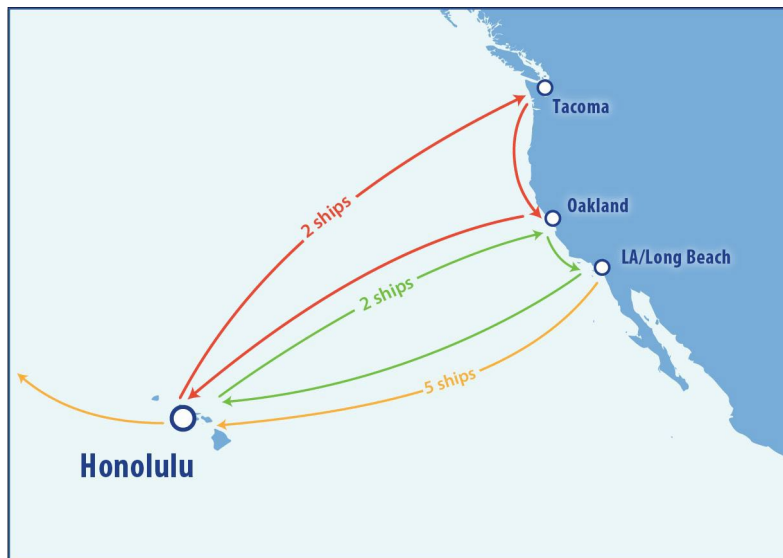 Tacoma
2 ships
Oakland
LA/Long Beach
2 ships
5 ships
Honolulu